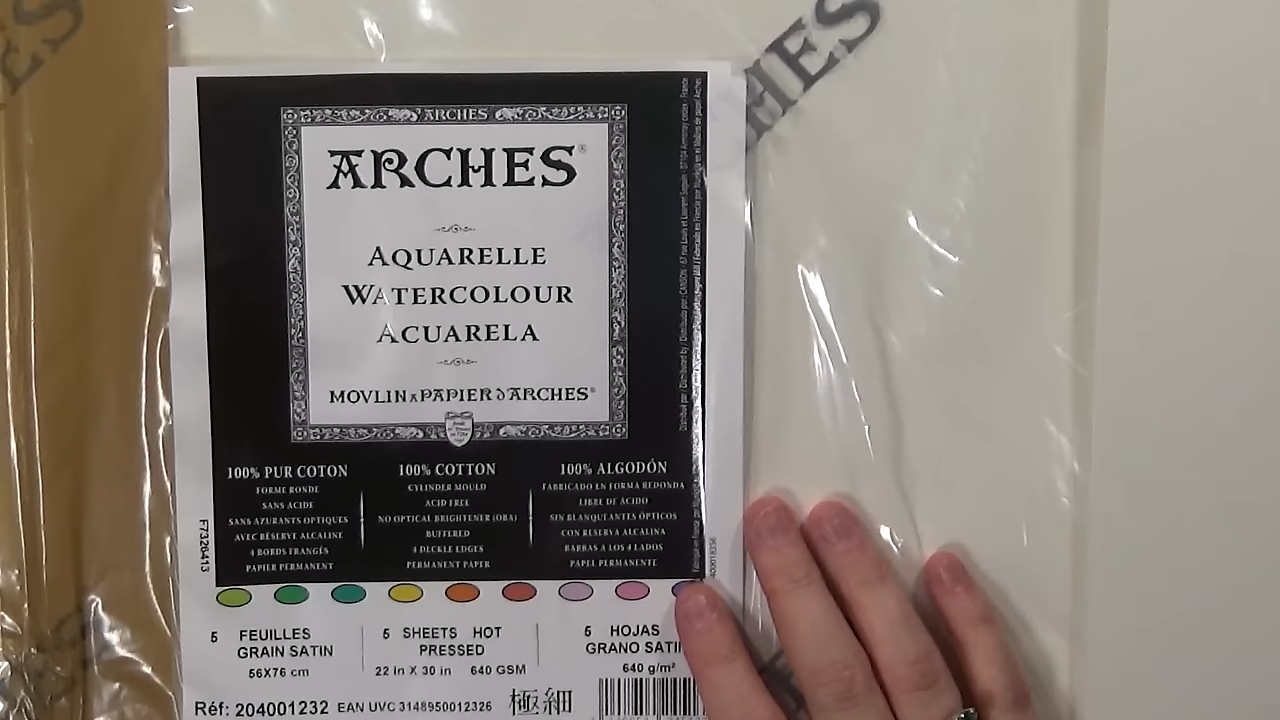 ES
HES
ARCHES
ARCHES®
AQUARELLE
WATERCOLOUR
ACUARELA
MOVLIN À PAPIER D'ARCHES®
100% PUR COTON
FORME RONDE
SANS ACIDE
SANS AZURANTS OPTIQUES
AVEC RÉSERVE ALCALINE
4 BORDS FRANGÉS
PAPIER PERMANENT
100% COTTON
CYLINDER MOULD
ACID FREE
NO OPTICAL BRIGHTENER (OBA)
BUFFERED
4 DECKLE EDGES
PERMANENT PAPER
100% ALGODÓN
FABRICADO EN FORMA REDONDA
LIBRE DE ÁCIDO
SIN BLANQUEANTES ÓPTICOS
CON RESERVA ALCALINA
BARBAS A LOS 4 LADOS
PAPEL PERMANENTE
F7326413
5 FEUILLES
GRAIN SATIN
56X76 cm
5 SHEETS HOT
PRESSED
22 In X 30 in 640 GSM
5 HOJAS
GRANO SATI
640 g/m²
Réf: 204001232 EAN UVC 3148950012326 極細